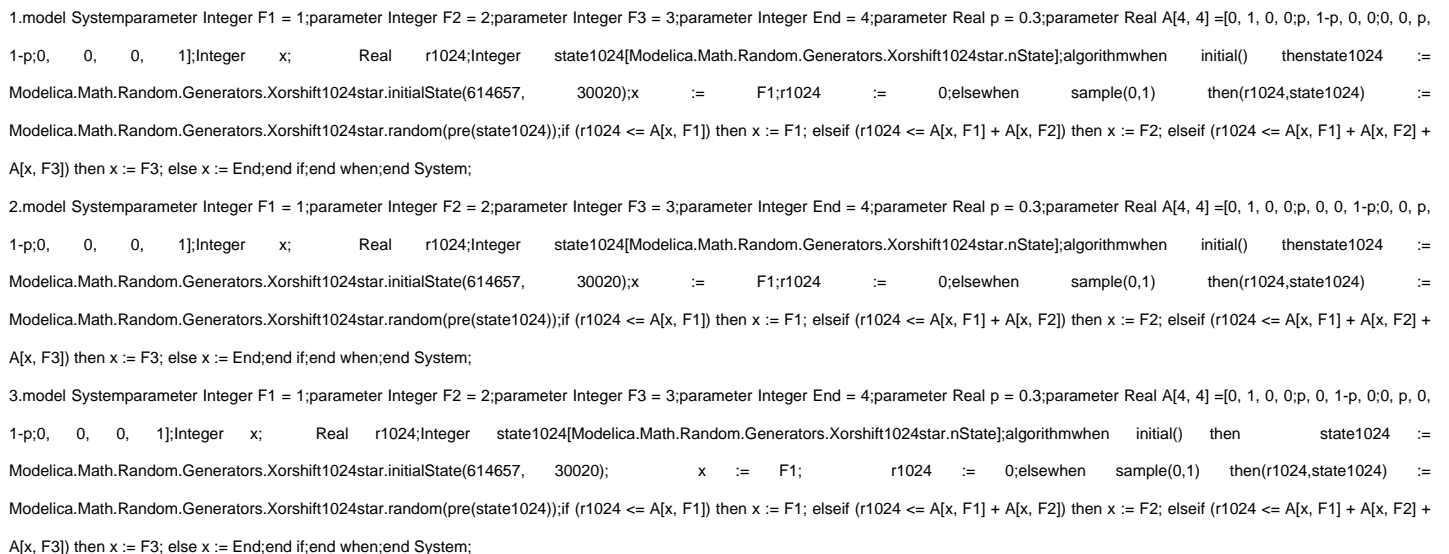 1.model Systemparameter Integer F1 = 1;parameter Integer F2 = 2;parameter Integer F3 = 3;parameter Integer End = 4;parameter Real p = 0.3;parameter Real A[4, 4] =[0, 1, 0, 0;p, 1-p, 0, 0;0, 0, p,
1-p;0, 0, 0, 1];Integer x; Real r1024;Integer state1024[Modelica.Math.Random.Generators.Xorshift1024star.nState];algorithmwhen initial() thenstate1024 :=
Modelica.Math.Random.Generators.Xorshift1024star.initialState(614657, 30020);x := F1;r1024 := 0;elsewhen sample(0,1) then(r1024,state1024) :=
Modelica.Math.Random.Generators.Xorshift1024star.random(pre(state1024));if (r1024 <= A[x, F1]) then x := F1; elseif (r1024 <= A[x, F1] + A[x, F2]) then x := F2; elseif (r1024 <= A[x, F1] + A[x, F2] +
A[x, F3]) then x := F3; else x := End;end if;end when;end System;
2.model Systemparameter Integer F1 = 1;parameter Integer F2 = 2;parameter Integer F3 = 3;parameter Integer End = 4;parameter Real p = 0.3;parameter Real A[4, 4] =[0, 1, 0, 0;p, 0, 0, 1-p;0, 0, p,
1-p;0, 0, 0, 1];Integer x; Real r1024;Integer state1024[Modelica.Math.Random.Generators.Xorshift1024star.nState];algorithmwhen initial() thenstate1024 :=
Modelica.Math.Random.Generators.Xorshift1024star.initialState(614657, 30020);x := F1;r1024 := 0;elsewhen sample(0,1) then(r1024,state1024) :=
Modelica.Math.Random.Generators.Xorshift1024star.random(pre(state1024));if (r1024 <= A[x, F1]) then x := F1; elseif (r1024 <= A[x, F1] + A[x, F2]) then x := F2; elseif (r1024 <= A[x, F1] + A[x, F2] +
A[x, F3]) then x := F3; else x := End;end if;end when;end System;
3.model Systemparameter Integer F1 = 1;parameter Integer F2 = 2;parameter Integer F3 = 3;parameter Integer End = 4;parameter Real p = 0.3;parameter Real A[4, 4] =[0, 1, 0, 0;p, 0, 1-p, 0;0, p, 0,
1-p;0, 0, 0, 1];Integer x; Real r1024;Integer state1024[Modelica.Math.Random.Generators.Xorshift1024star.nState];algorithmwhen initial() then state1024 :=
Modelica.Math.Random.Generators.Xorshift1024star.initialState(614657, 30020); x := F1; r1024 := 0;elsewhen sample(0,1) then(r1024,state1024) :=
Modelica.Math.Random.Generators.Xorshift1024star.random(pre(state1024));if (r1024 <= A[x, F1]) then x := F1; elseif (r1024 <= A[x, F1] + A[x, F2]) then x := F2; elseif (r1024 <= A[x, F1] + A[x, F2] +
A[x, F3]) then x := F3; else x := End;end if;end when;end System;